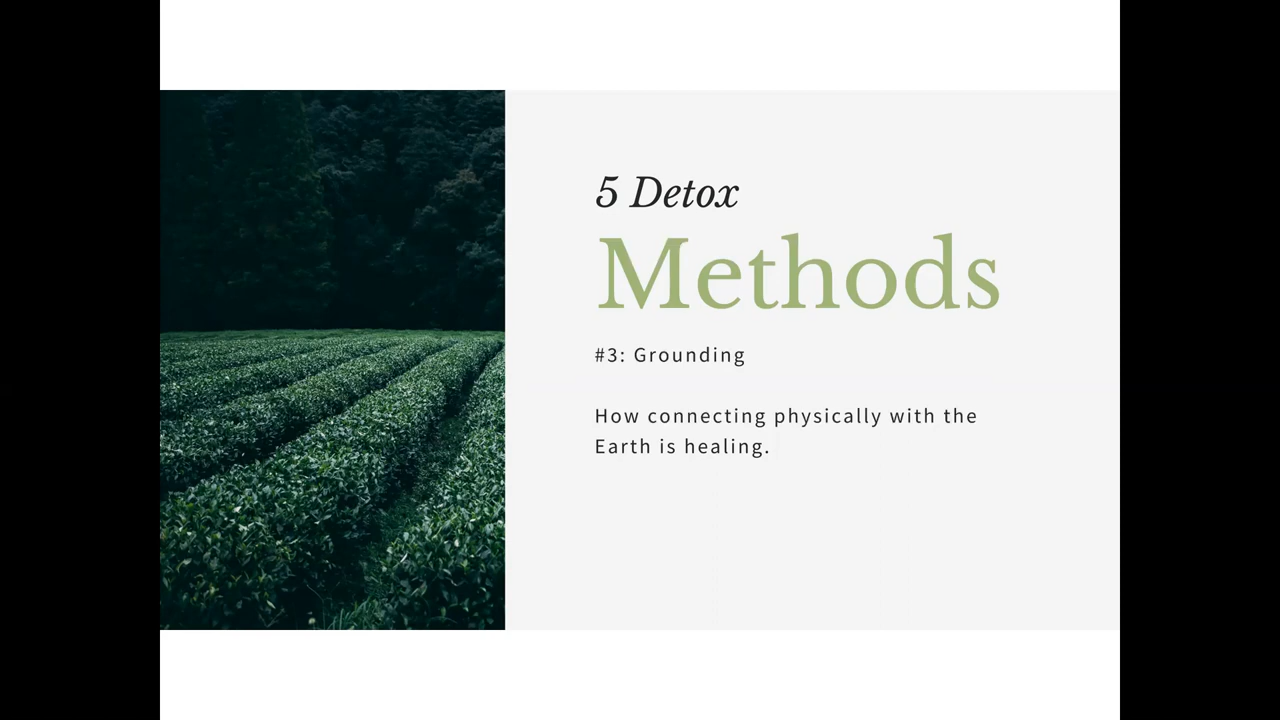 5 Detox
Methods
#3: Grounding
How connecting physically with the
Earth is healing.